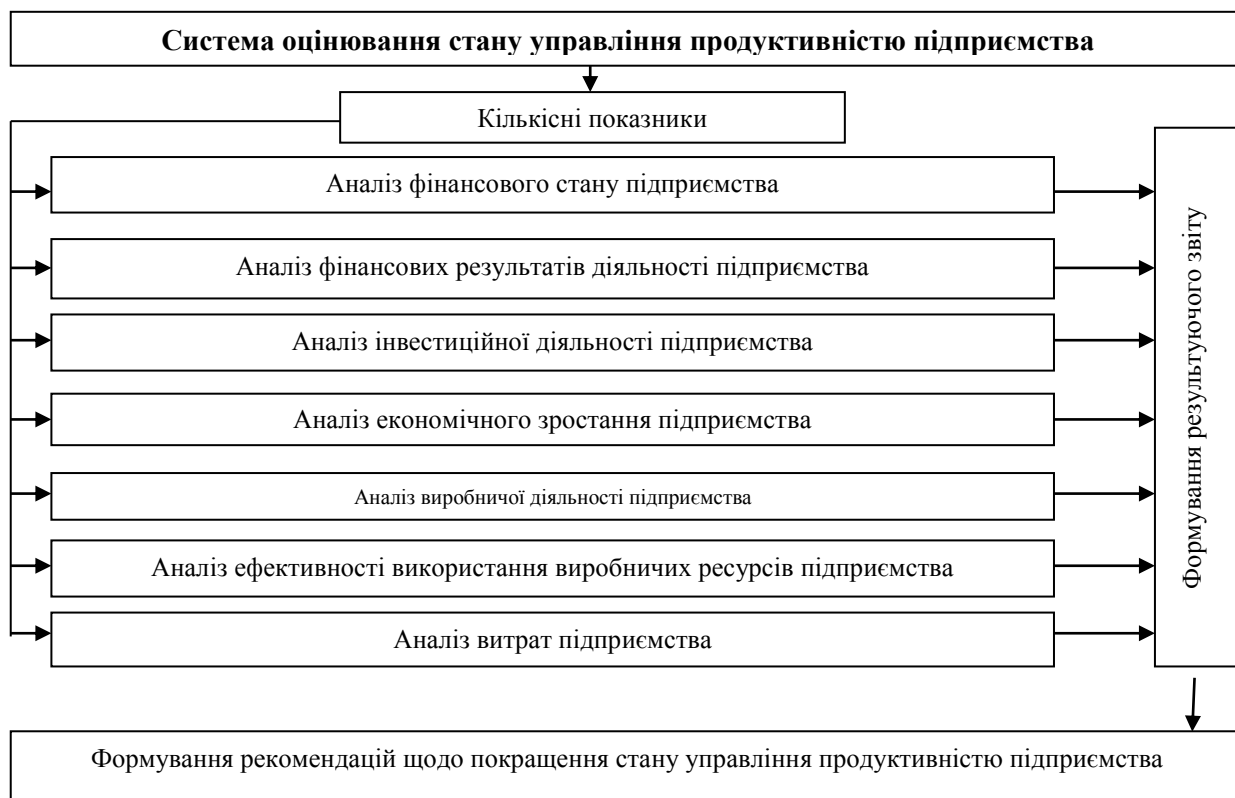 Система оцінювання стану управління продуктивністю підприємства
Кількісні показники
Аналіз фінансового стану підприємства
Аналіз фінансових результатів діяльності підприємства
Аналіз інвестиційної діяльності підприємства
Аналіз економічного зростання підприємства
Аналіз виробничої діяльності підприємства
Аналіз ефективності використання виробничих ресурсів підприємства
Аналіз витрат підприємства
Формування результуючого звіту
Формування рекомендацій щодо покращення стану управління продуктивністю підприємства